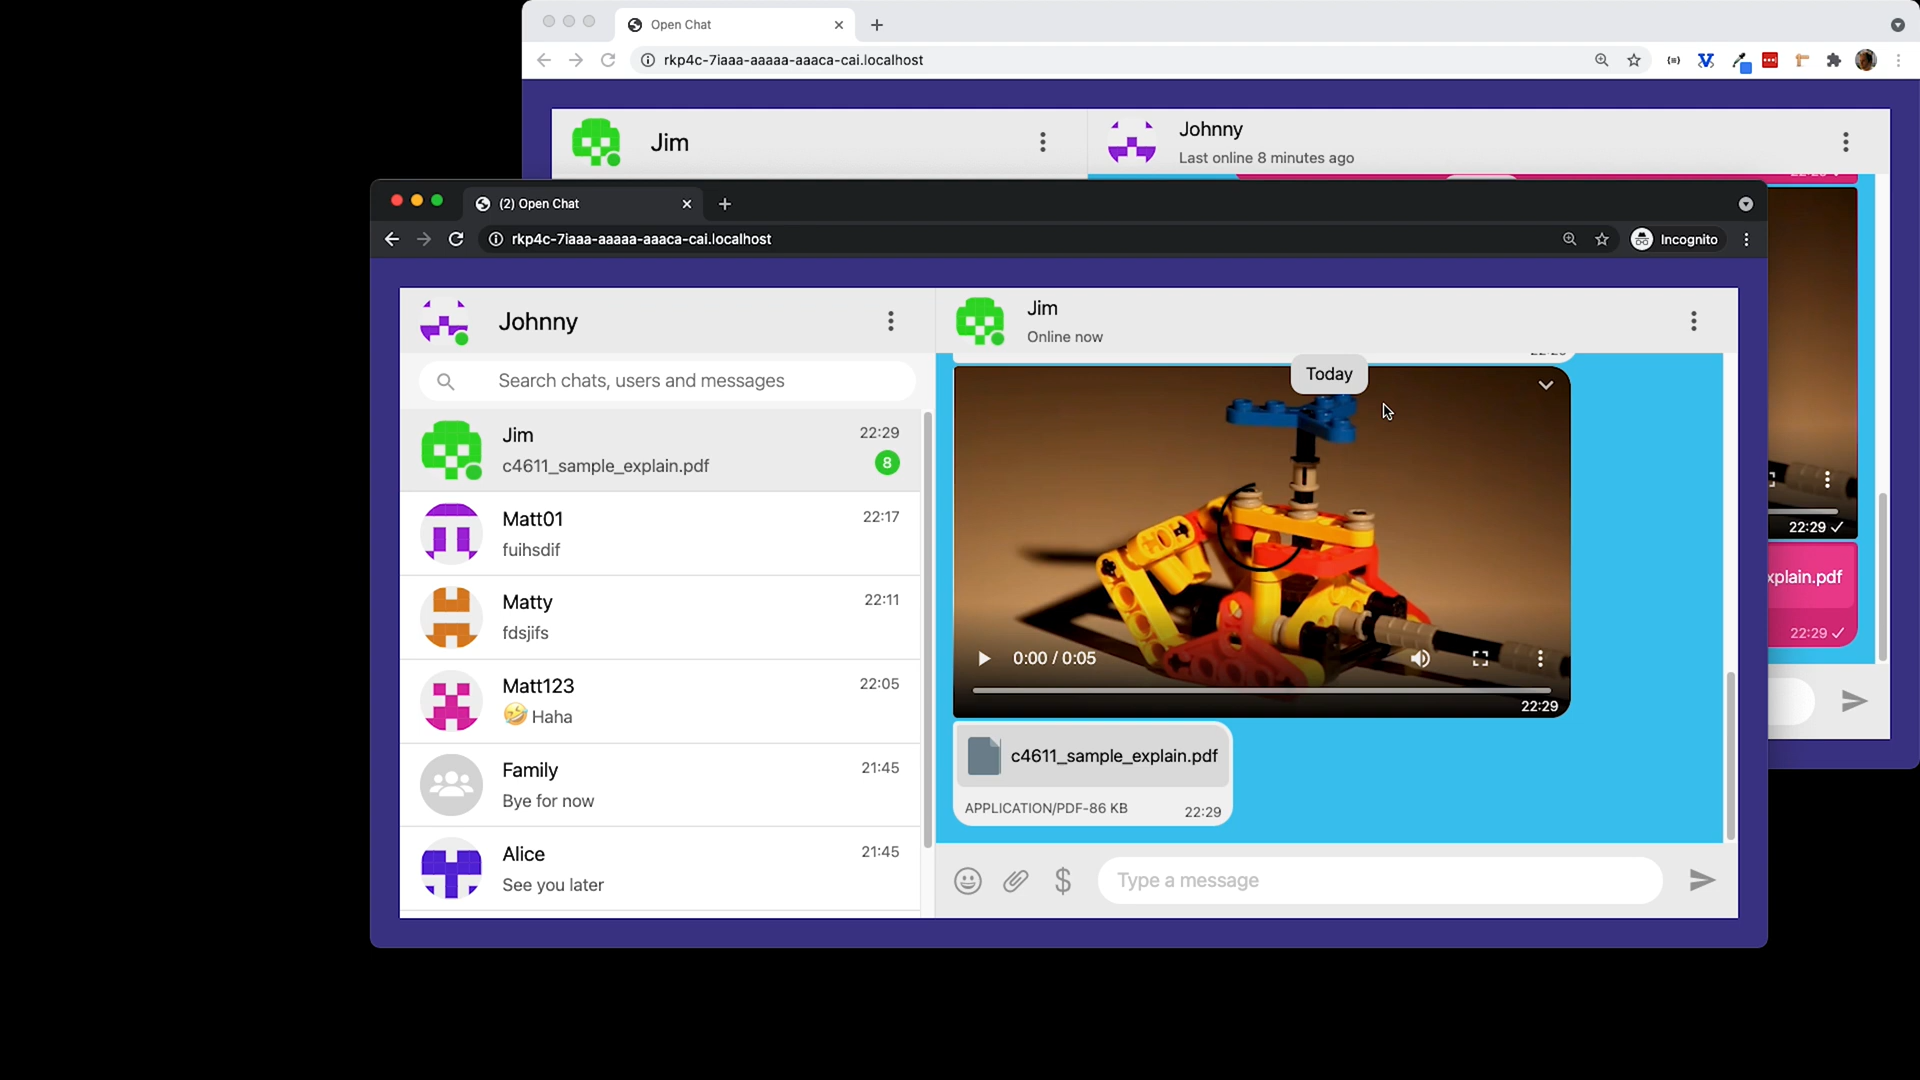 Open Chat
rkp4c-7iaaa-aaaaa-aaaca-cai.localhost
Jim
Johnny
Last online 8 minutes ago
(2) Open Chat
rkp4c-7iaaa-aaaaa-aaaca-cai.localhost
Incognito
Johnny
Jim
Online now
Search chats, users and messages
Jim
22:29
c4611_sample_explain.pdf
8
Matt01
22:17
fuihsdif
Matty
22:11
fdsjifs
Matt123
22:05
🤣 Haha
Family
21:45
Bye for now
Alice
21:45
See you later
Today
0:00 / 0:05
22:29
c4611_sample_explain.pdf
APPLICATION/PDF-86 KB
22:29
$
Type a message
22:29
xplain.pdf
22:29